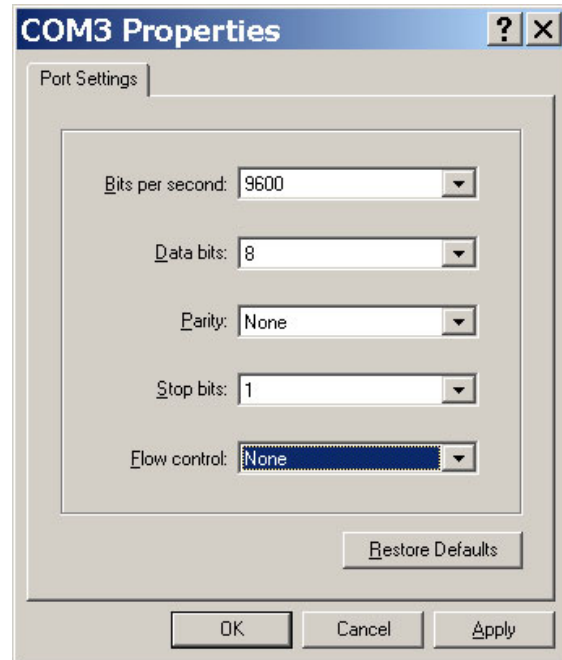 COM3 Properties ? X
Port Settings
Bits per second: 9600
Data bits: 8
Parity: None
Stop bits: 1
Flow control: None
Restore Defaults
OK Cancel Apply